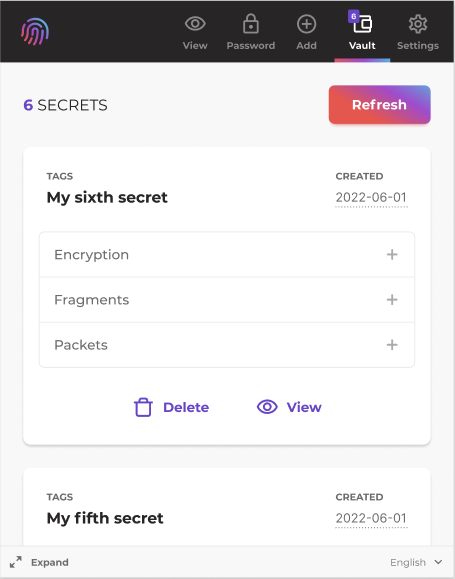 6
View Password Add Vault Settings
6 SECRETS
Refresh
TAGS CREATED
My sixth secret 2022-06-01
Encryption +
Fragments +
Packets +
Delete View
TAGS CREATED
My fifth secret 2022-06-01
Expand English